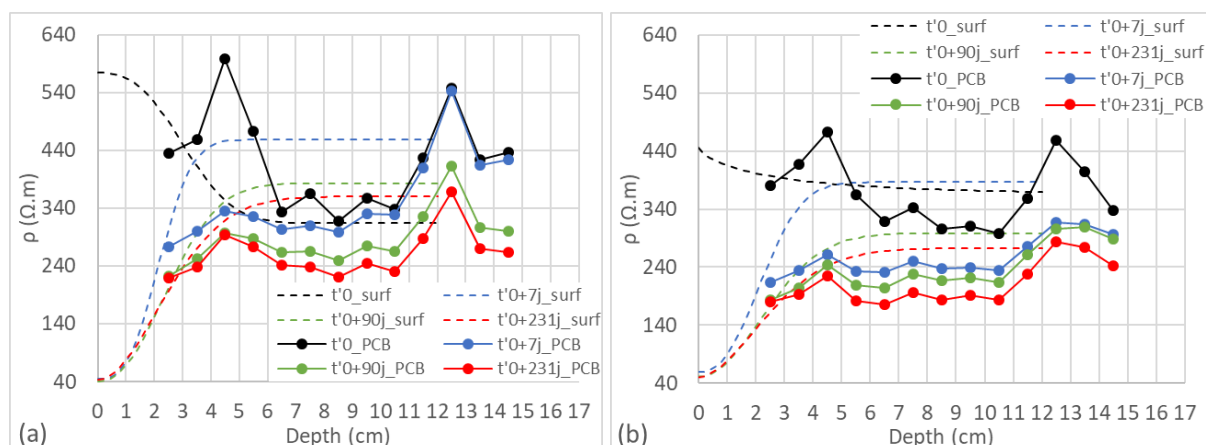 640
540
440
340
240
140
40
ρ (Ω.m)
0 1 2 3 4 5 6 7 8 9 10 11 12 13 14 15 16 17
Depth (cm)
(a)
t'0_surf t'0+7j_surf
t'0+90j_surf t'0+231j_surf
t'0_PCB t'0+7j_PCB
t'0+90j_PCB t'0+231j_PCB
640
540
440
340
240
140
40
ρ (Ω.m)
0 1 2 3 4 5 6 7 8 9 10 11 12 13 14 15 16 17
Depth (cm)
(b)
t'0_surf t'0+7j_surf
t'0+90j_surf t'0+231j_surf
t'0_PCB t'0+7j_PCB
t'0+90j_PCB t'0+231j_PCB